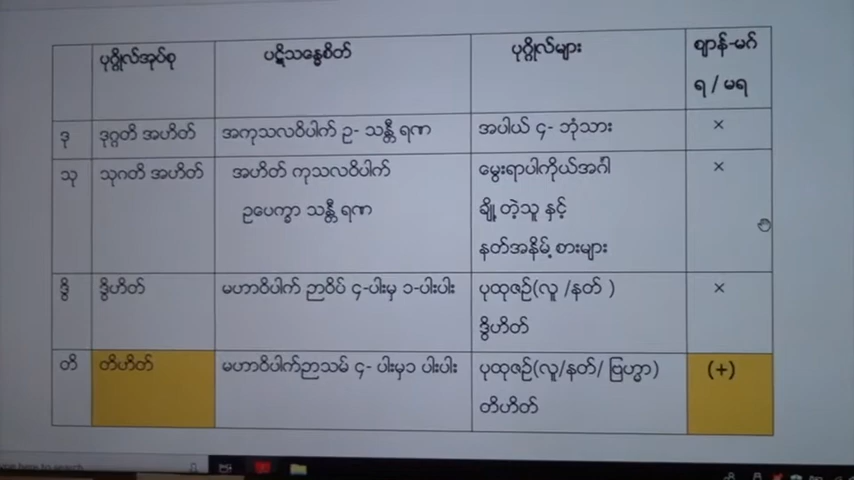 ပုဂ္ဂိုလ်အုပ်စု ပဋိသန္ဓေစိတ် ပုဂ္ဂိုလ်များ ဈာန်-မဂ်
ရ / မရ
ဒု ဒုဂ္ဂတိ အဟိတ် အကုသလဝိပါက် ဥ- သန္တီ ရဏ အပါယ် ၄- ဘုံသား ×
သု သုဂတိ အဟိတ် အဟိတ် ကုသလဝိပါက် မွေးရာပါကိုယ်အင်္ဂါ ×
ဥပေက္ခာ သန္တီ ရဏ ချို့ တဲ့သူ နှင့်
နတ်အနိမ့် စားများ
ဒွိ ဒွိဟိတ် မဟာဝိပါက် ဉာဝိပ် ၄-ပါးမှ ၁-ပါးပါး ပုထုဇဉ်(လူ /နတ် ) ×
ဒွိဟိတ်
တိ တိဟိတ် မဟာဝိပါက်ဉာသမ် ၄- ပါးမှ၁ ပါးပါး ပုထုဇဉ်(လူ/နတ်/ ဗြဟ္မာ) (+)
တိဟိတ်